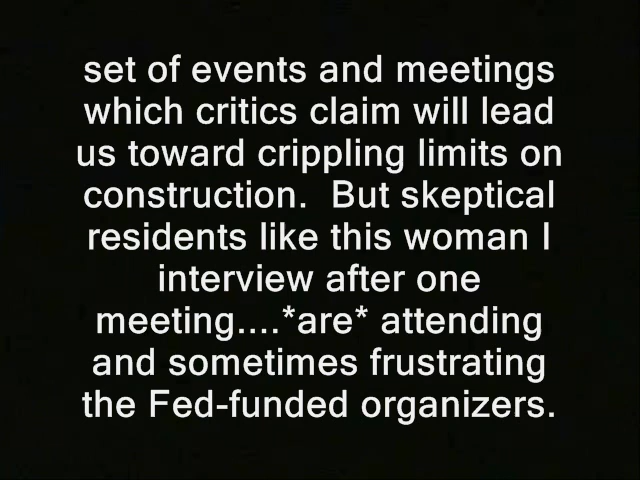 set of events and meetings
which critics claim will lead
us toward crippling limits on
construction.  But skeptical
residents like this woman I
interview after one
meeting....*are* attending
and sometimes frustrating
the Fed-funded organizers.